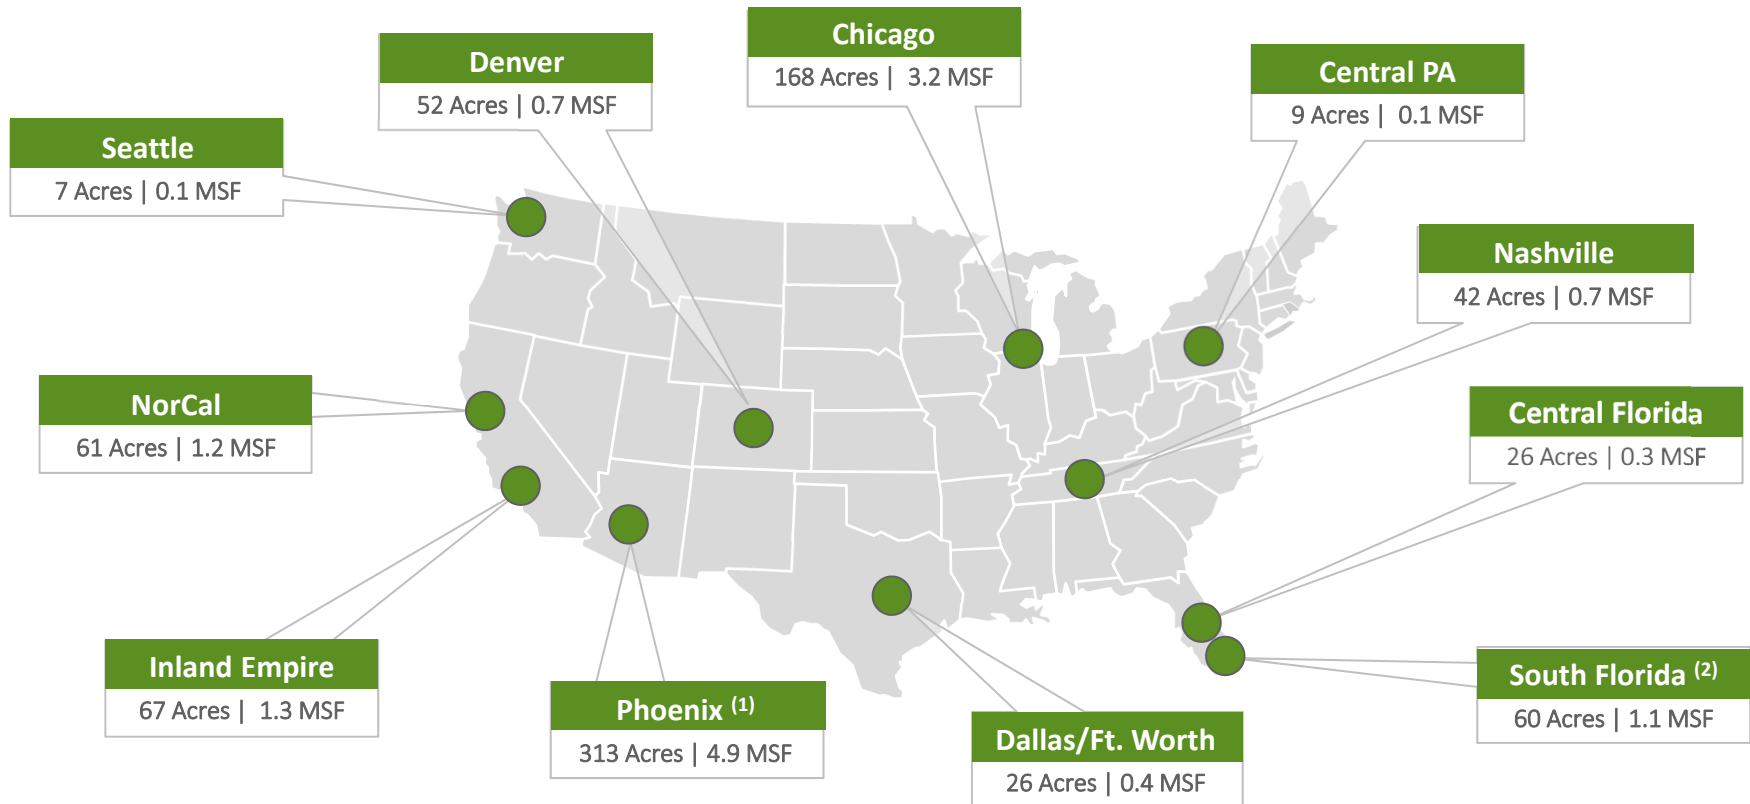 Chicago
168 Acres | 3.2 MSF
Denver
52 Acres | 0.7 MSF
Central PA
9 Acres | 0.1 MSF
Seattle
7 Acres | 0.1 MSF
Nashville
42 Acres | 0.7 MSF
NorCal
61 Acres | 1.2 MSF
Central Florida
26 Acres | 0.3 MSF
Inland Empire
67 Acres | 1.3 MSF
South Florida (2)
60 Acres | 1.1 MSF
Phoenix (1)
313 Acres | 4.9 MSF
Dallas/Ft. Worth
26 Acres | 0.4 MSF